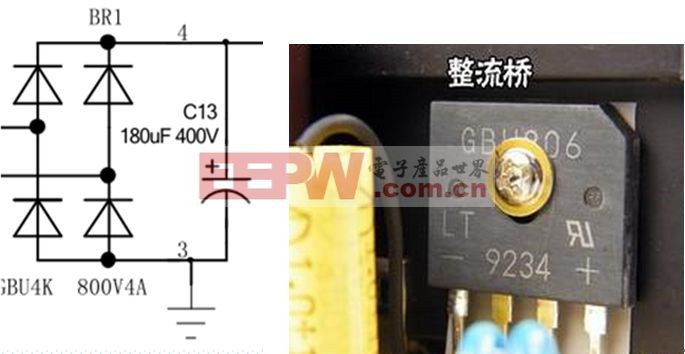 BR1
4
C13
180uF 400V
+
3
GBU4K 800V4A
整流桥
GBU806
LT
9234
- +
EEPW 電子產品世界
.com.cn